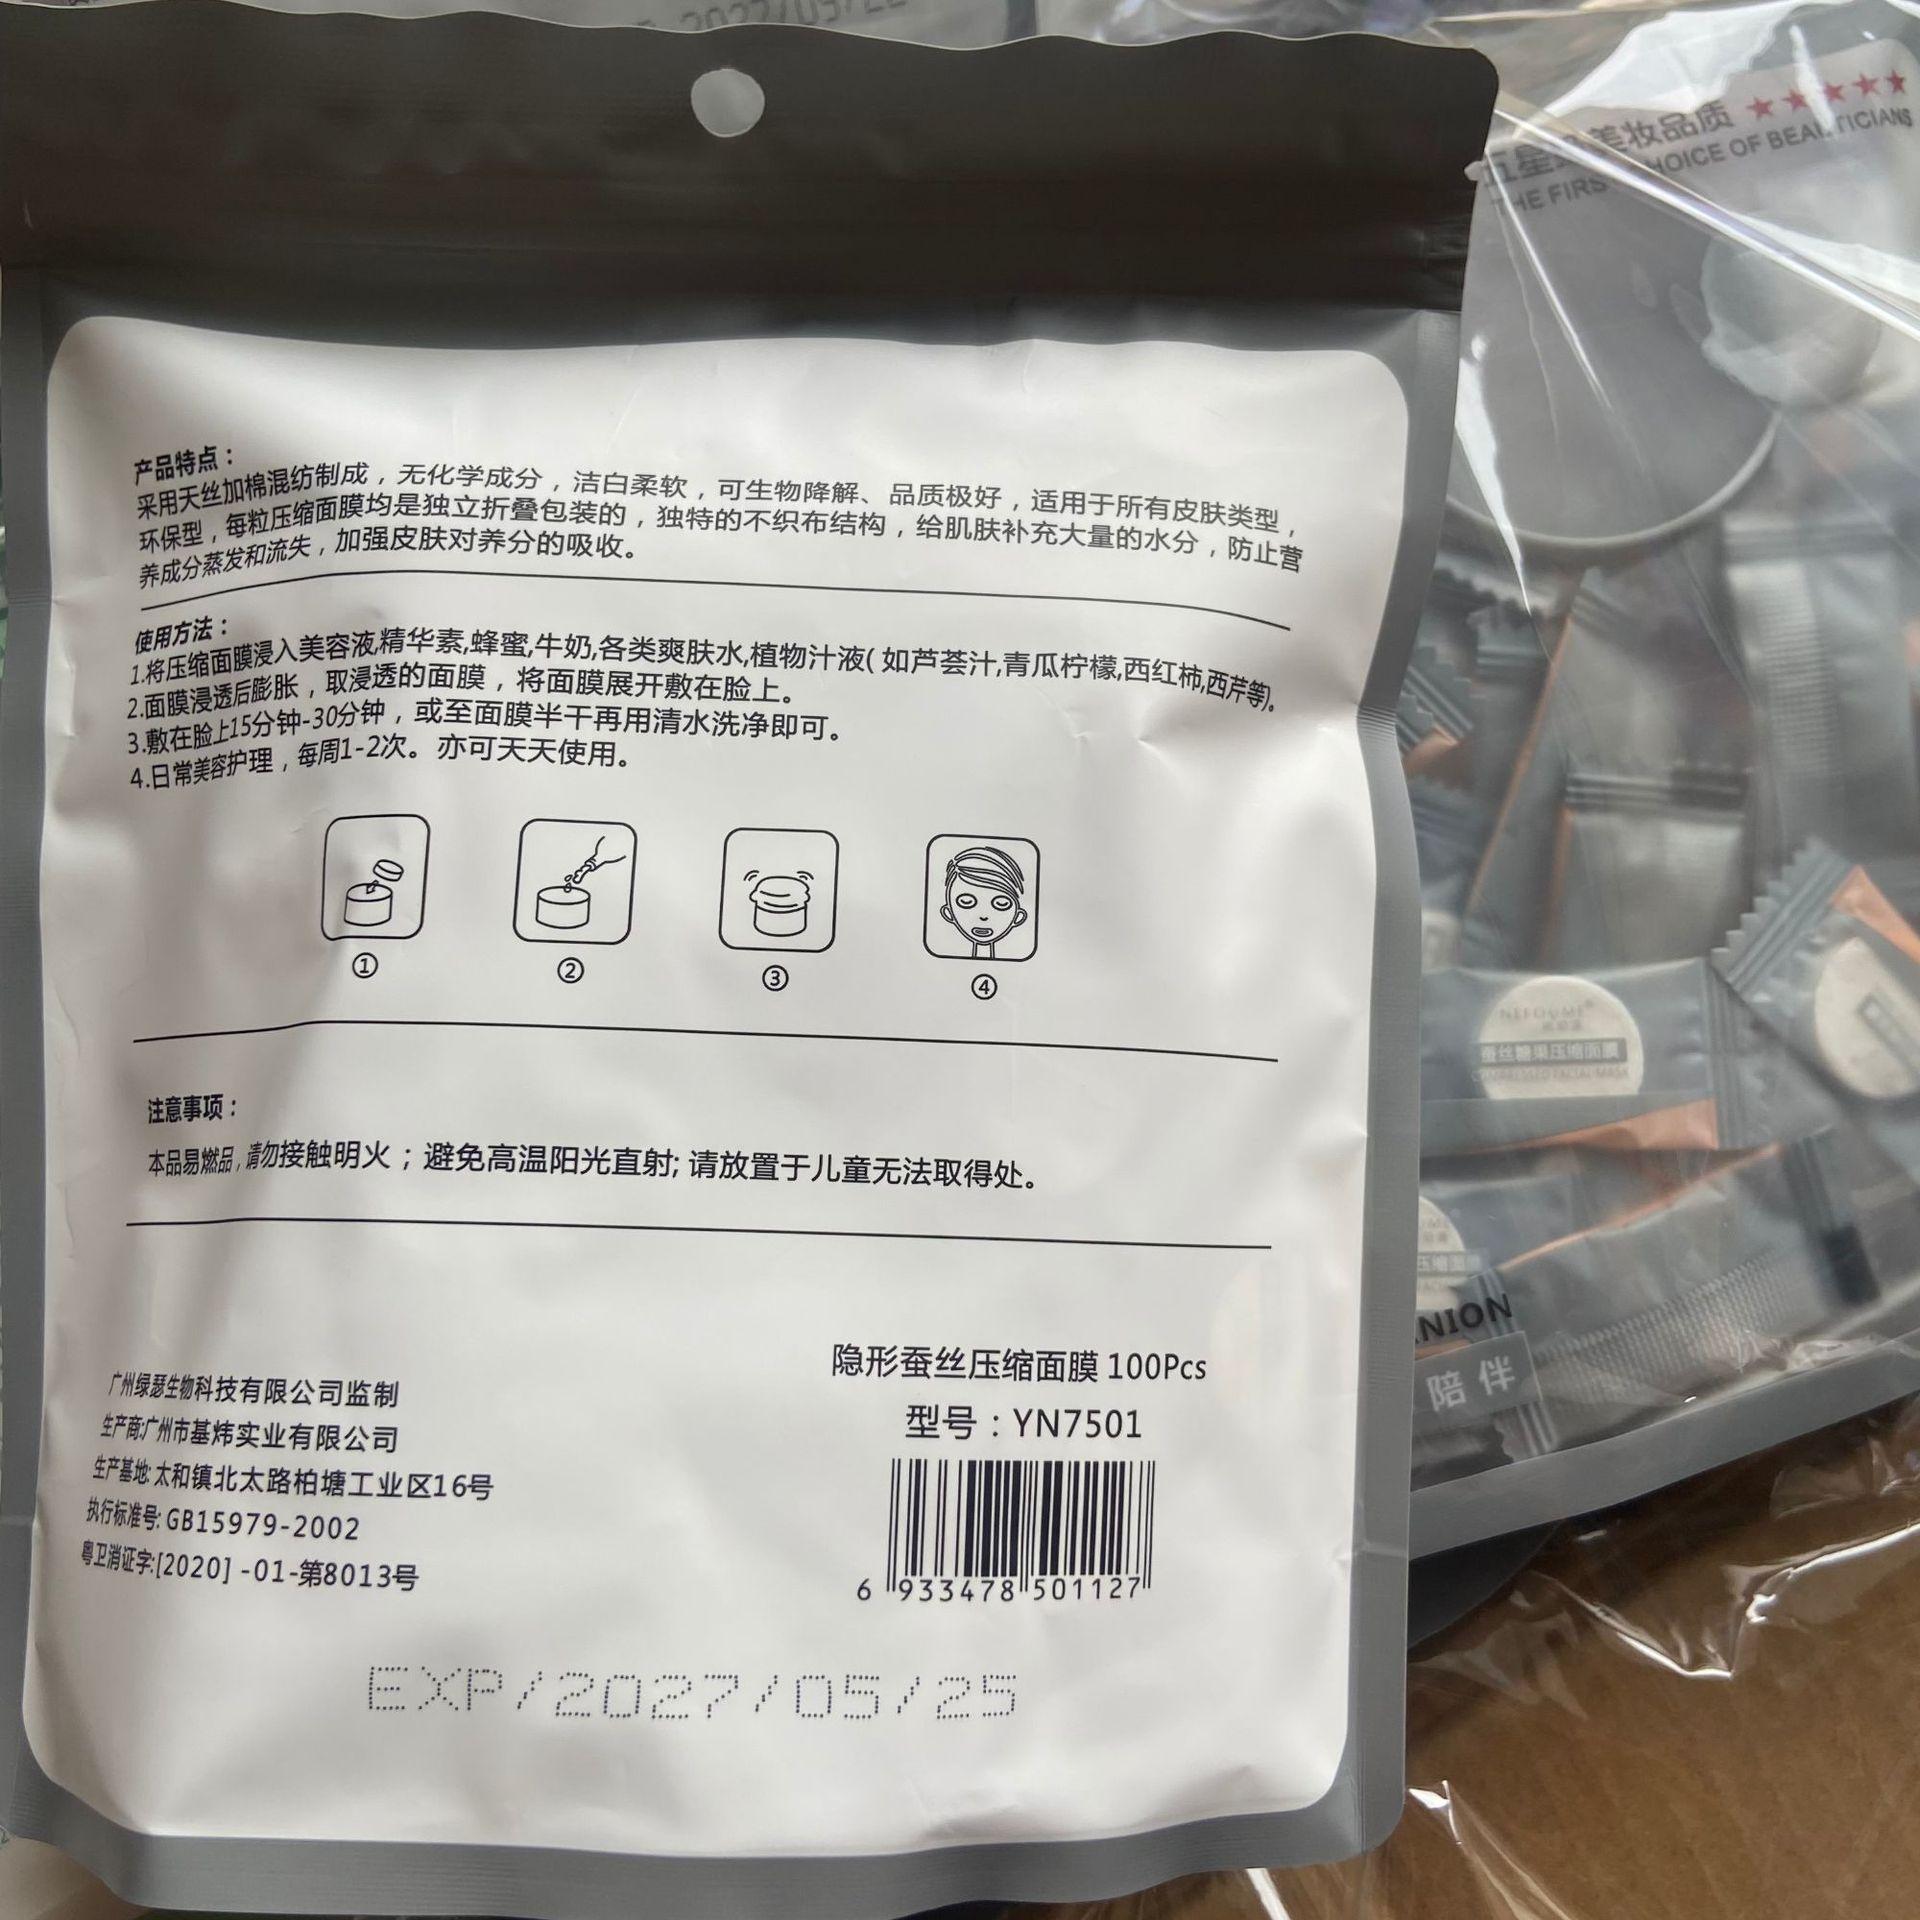 2027/05/22
五星
美妆品质 ★★★★★
THE FIRST CHOICE OF BEAUTICIANS
产品特点：
采用天丝加棉混纺制成，无化学成分，洁白柔软，可生物降解、品质极好，适用于所有皮肤类型，
环保型，每粒压缩面膜均是独立折叠包装的，独特的不织布结构，给肌肤补充大量的水分，防止营
养成分蒸发和流失，加强皮肤对养分的吸收。
使用方法：
1.将压缩面膜浸入美容液,精华素,蜂蜜,牛奶,各类爽肤水,植物汁液(如芦荟汁,青瓜柠檬,西红柿,西芹等)。
2.面膜浸透后膨胀，取浸透的面膜，将面膜展开敷在脸上。
3.敷在脸上15分钟-30分钟，或至面膜半干再用清水洗净即可。
4.日常美容护理，每周1-2次。亦可天天使用。
① ② ③ ④
注意事项：
本品易燃品,请勿接触明火；避免高温阳光直射;请放置于儿童无法取得处。
隐形蚕丝压缩面膜 100Pcs
型号：YN7501
6 933478 501127
广州绿瑟生物科技有限公司监制
生产商:广州市基炜实业有限公司
生产基地:太和镇北太路柏塘工业区16号
执行标准号:GB15979-2002
粤卫消证字:[2020] -01-第8013号
EXP/2027/05/25
蚕丝糖果压缩面膜
COMPRESSED FACIAL MASK
压缩面
NION
陪伴